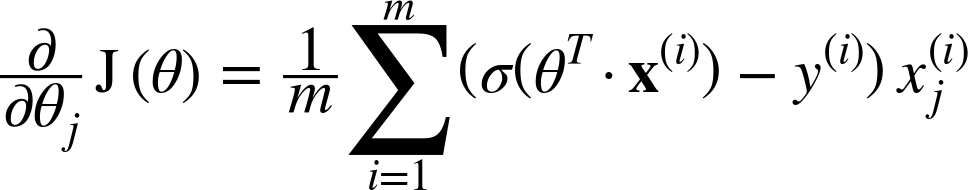 ∂/∂θ_j J(θ) = 1/m ∑_{i=1}^{m} (σ(θ^T · x^{(i)}) − y^{(i)}) x_j^{(i)}